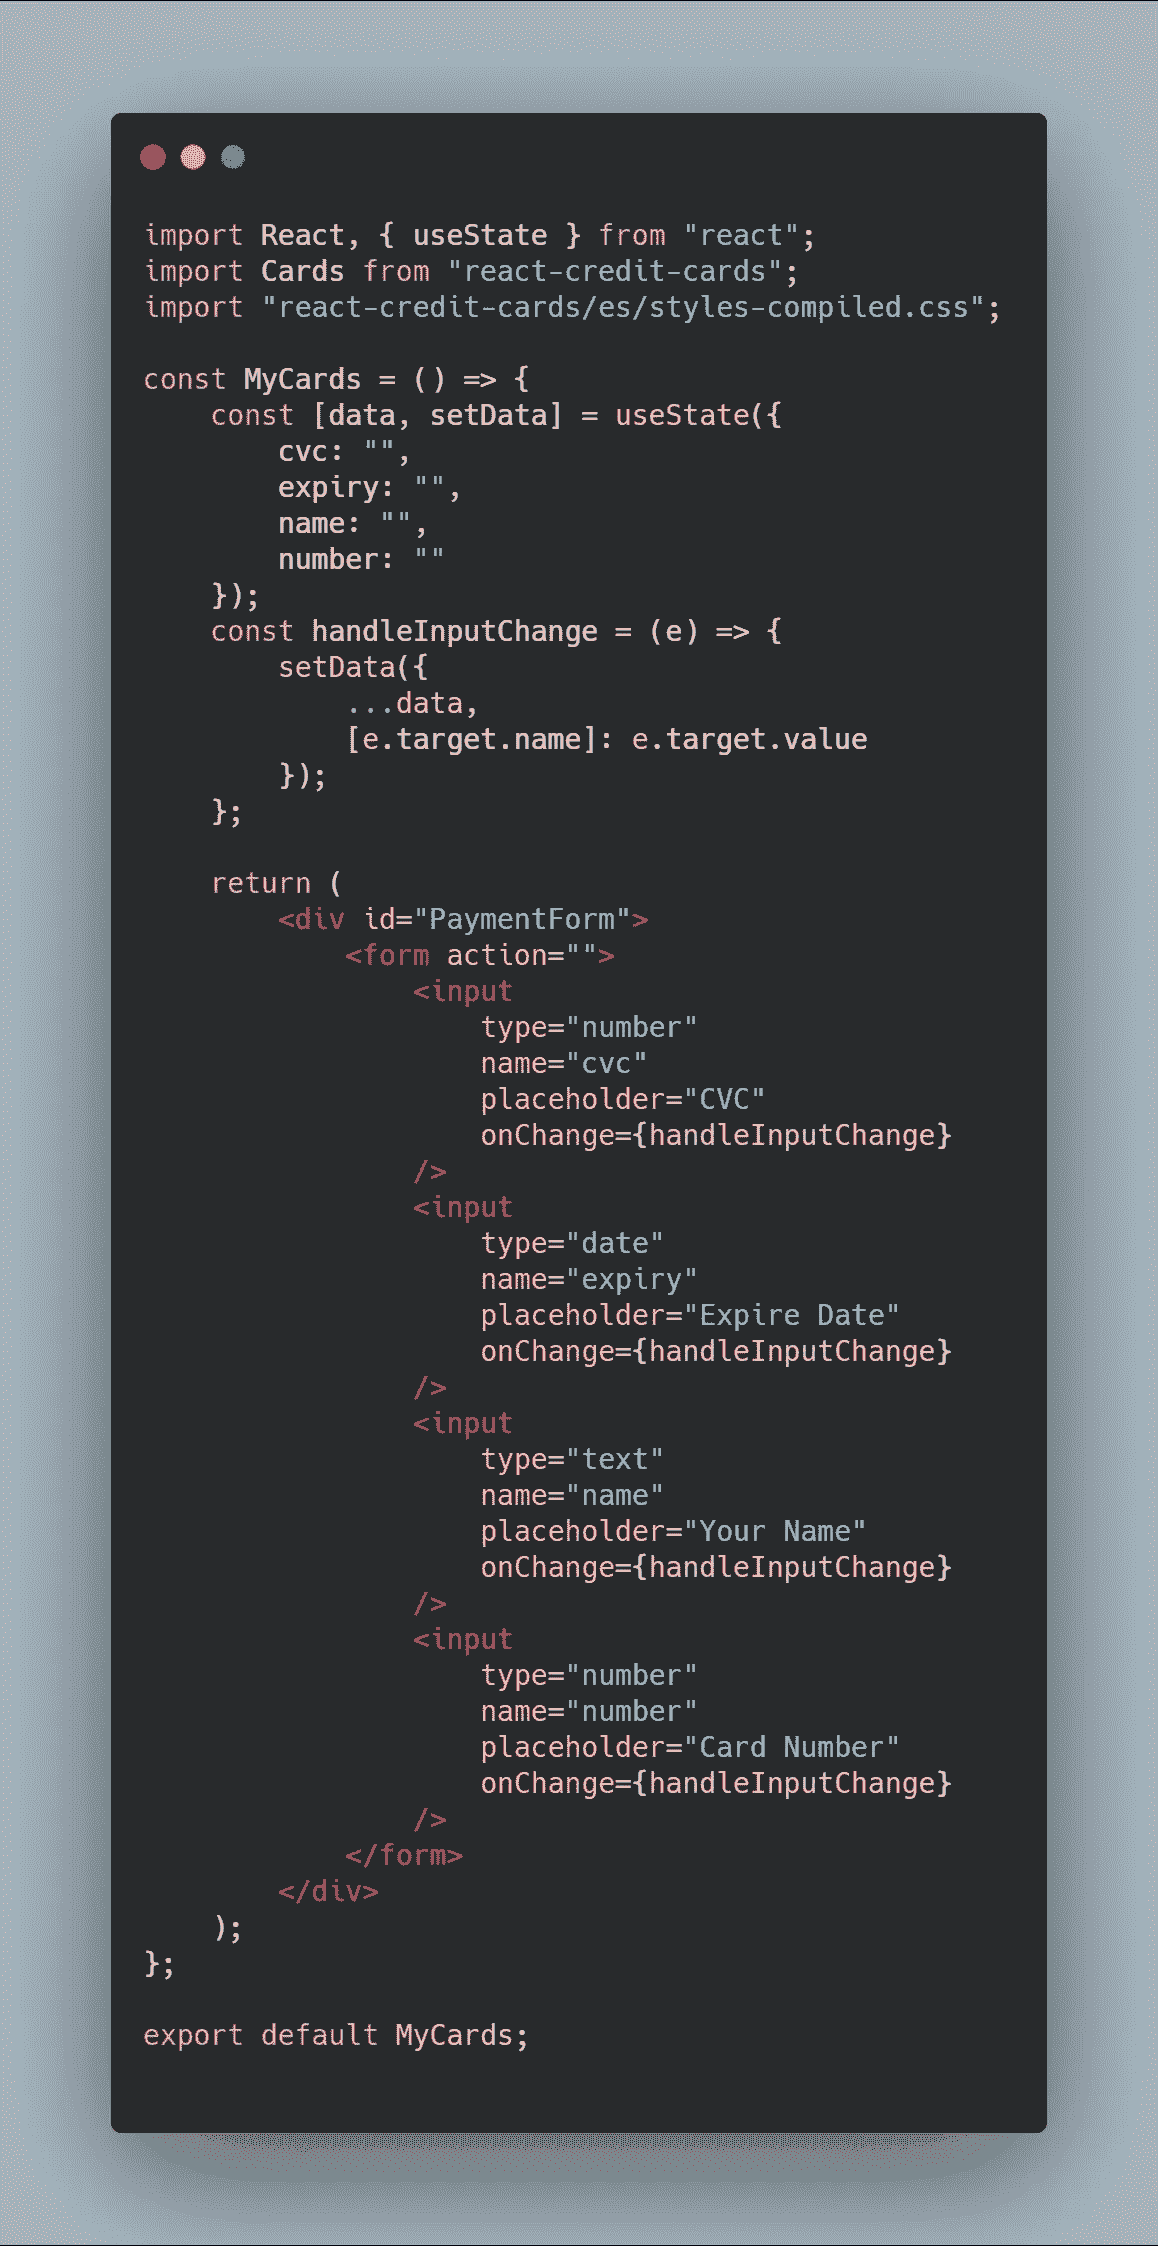 import React, { useState } from "react";
import Cards from "react-credit-cards";
import "react-credit-cards/es/styles-compiled.css";

const MyCards = () => {
    const [data, setData] = useState({
        cvc: "",
        expiry: "",
        name: "",
        number: ""
    });
    const handleInputChange = (e) => {
        setData({
            ...data,
            [e.target.name]: e.target.value
        });
    };

    return (
        <div id="PaymentForm">
            <form action="">
                <input
                    type="number"
                    name="cvc"
                    placeholder="CVC"
                    onChange={handleInputChange}
                />
                <input
                    type="date"
                    name="expiry"
                    placeholder="Expire Date"
                    onChange={handleInputChange}
                />
                <input
                    type="text"
                    name="name"
                    placeholder="Your Name"
                    onChange={handleInputChange}
                />
                <input
                    type="number"
                    name="number"
                    placeholder="Card Number"
                    onChange={handleInputChange}
                />
            </form>
        </div>
    );
};

export default MyCards;